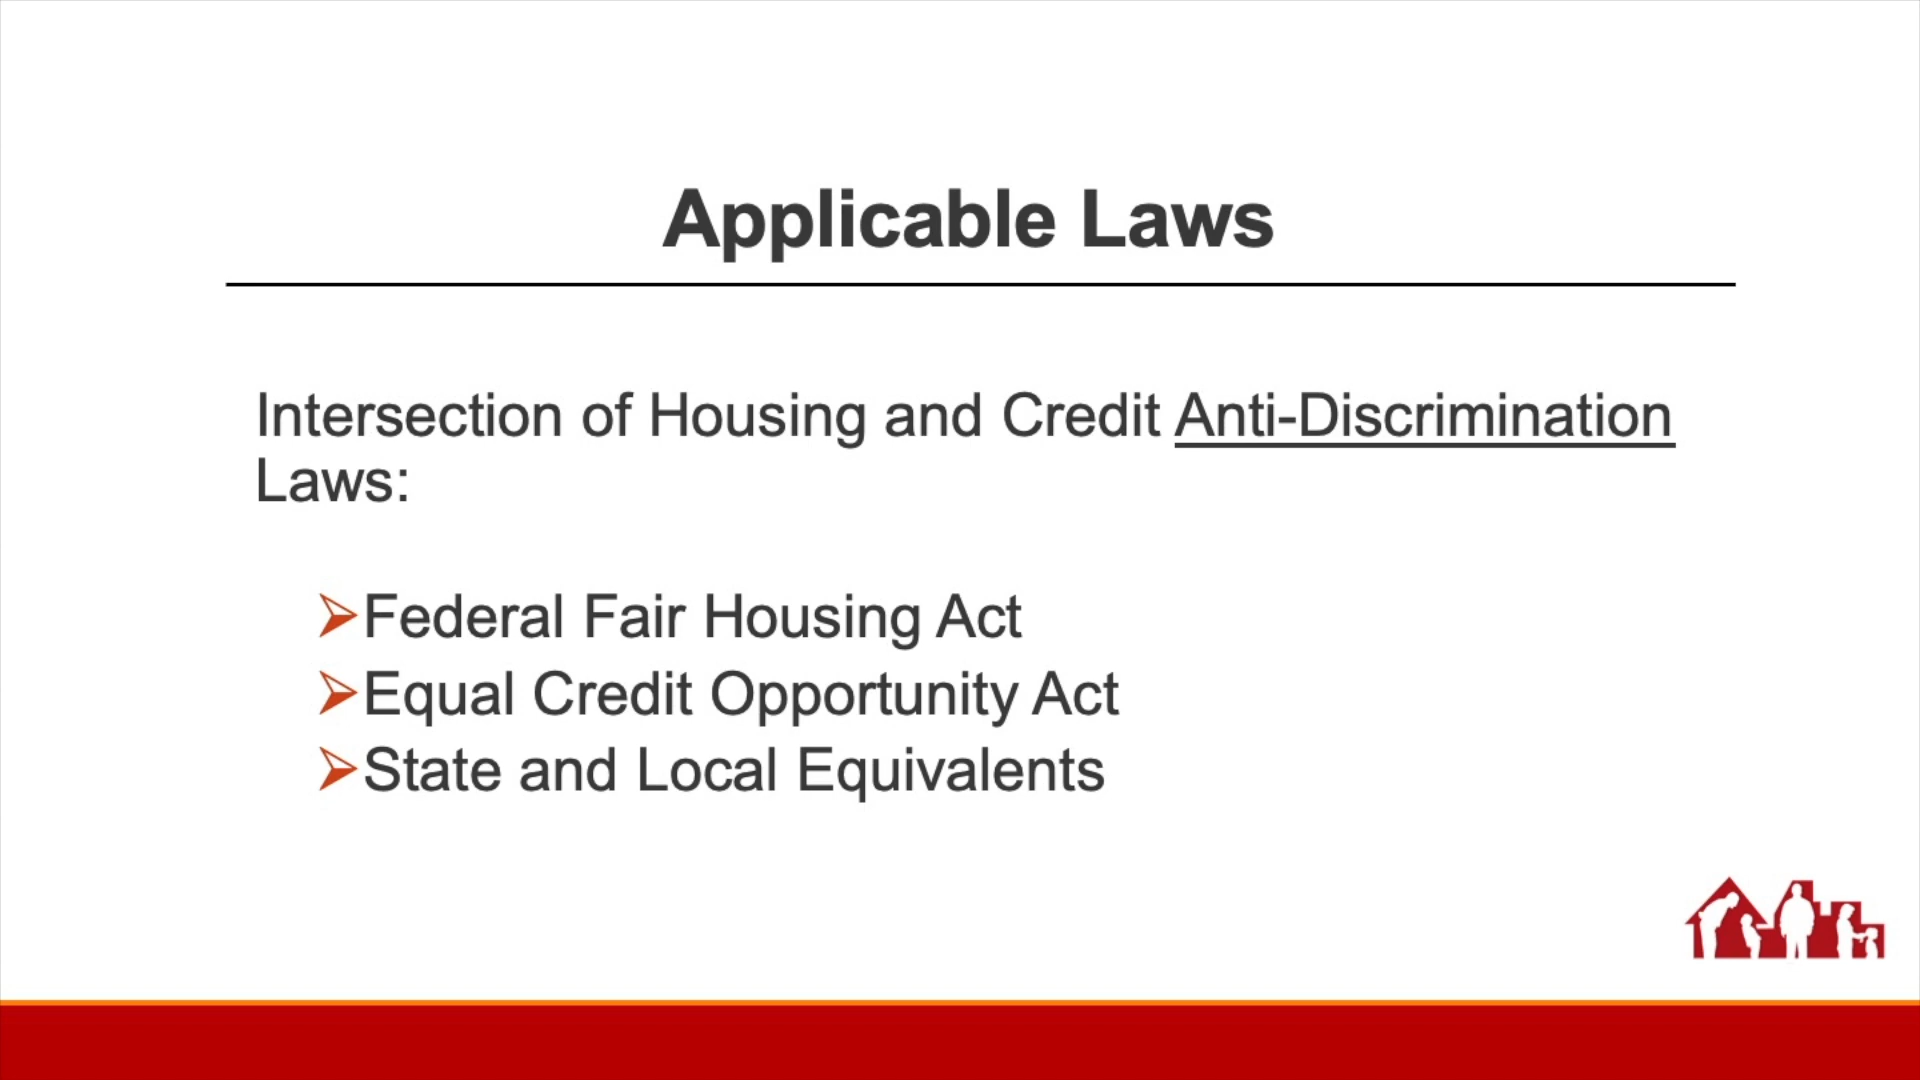 Applicable Laws
Intersection of Housing and Credit Anti-Discrimination
Laws:
Federal Fair Housing Act
Equal Credit Opportunity Act
State and Local Equivalents